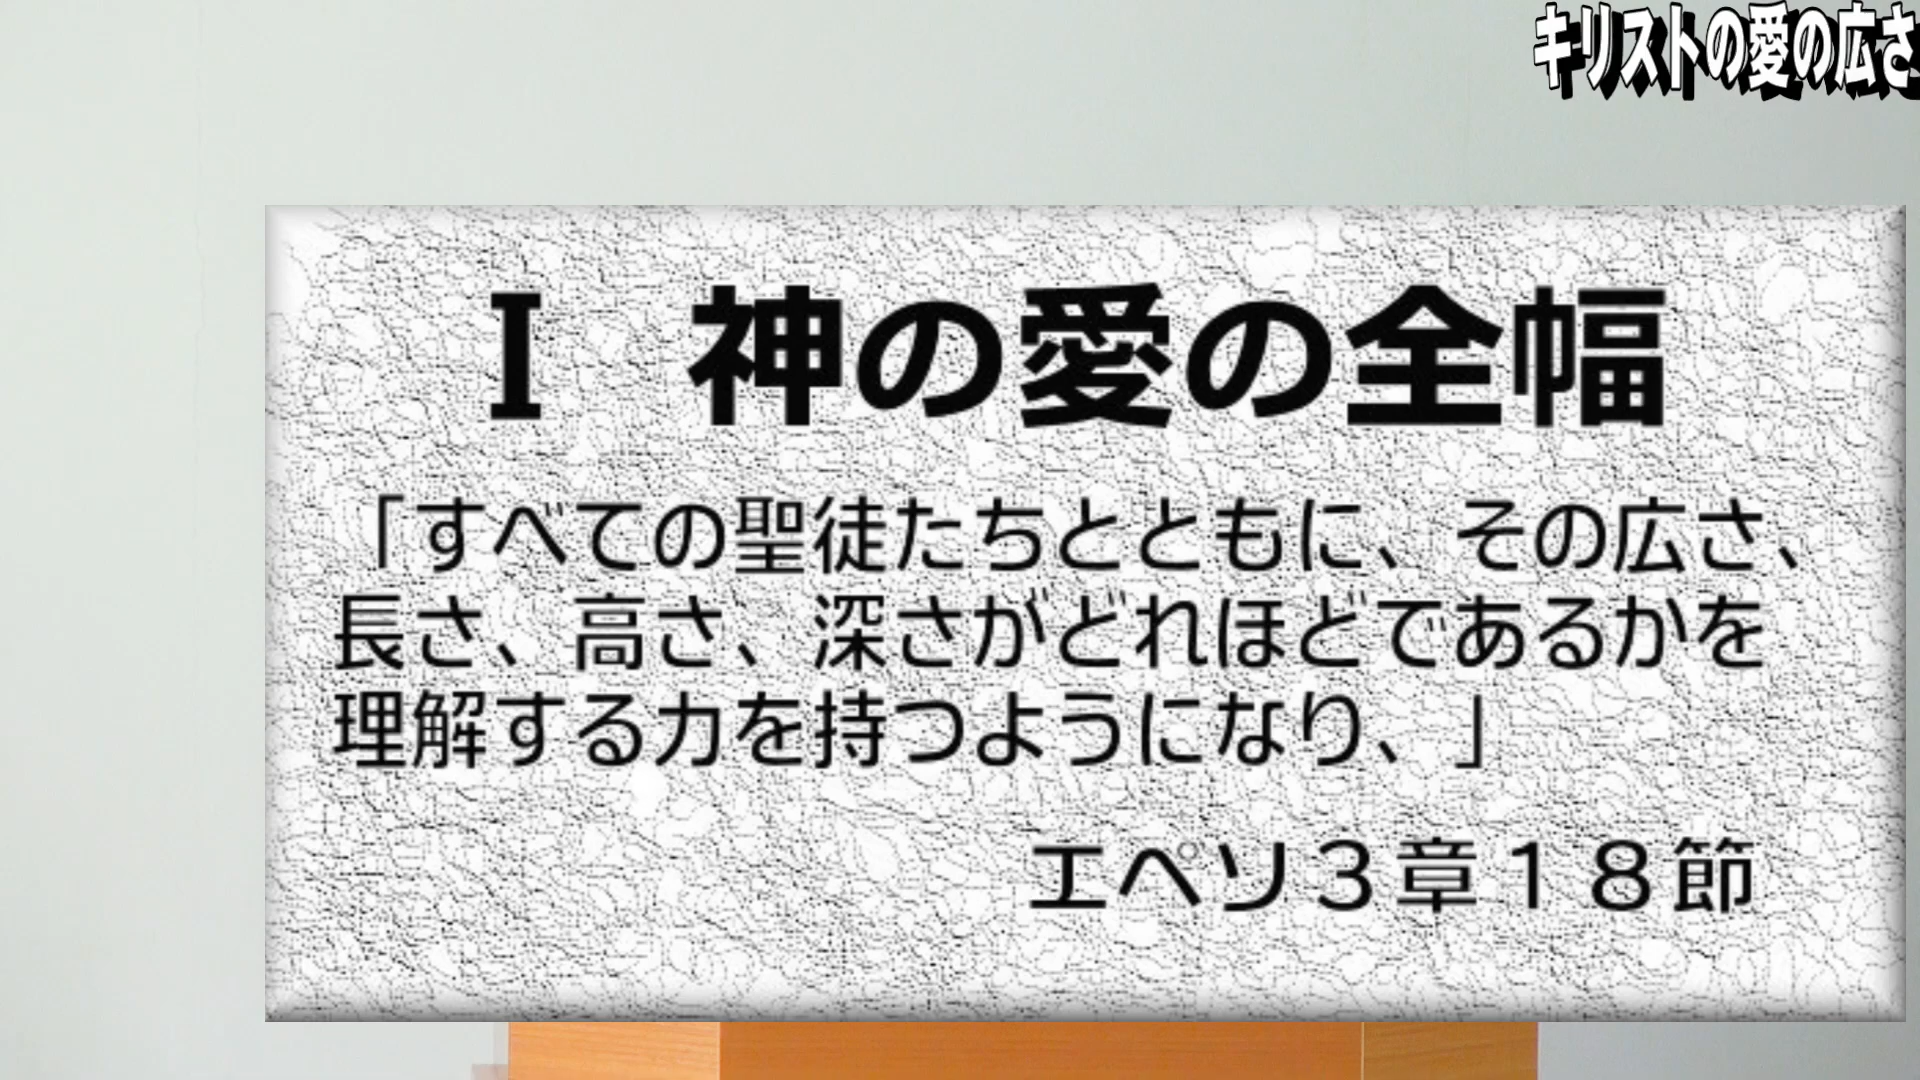 キリストの愛の広さ
Ⅰ　神の愛の全幅
「すべての聖徒たちとともに、その広さ、
長さ、高さ、深さがどれほどであるかを
理解する力を持つようになり、」
エペソ３章１８節